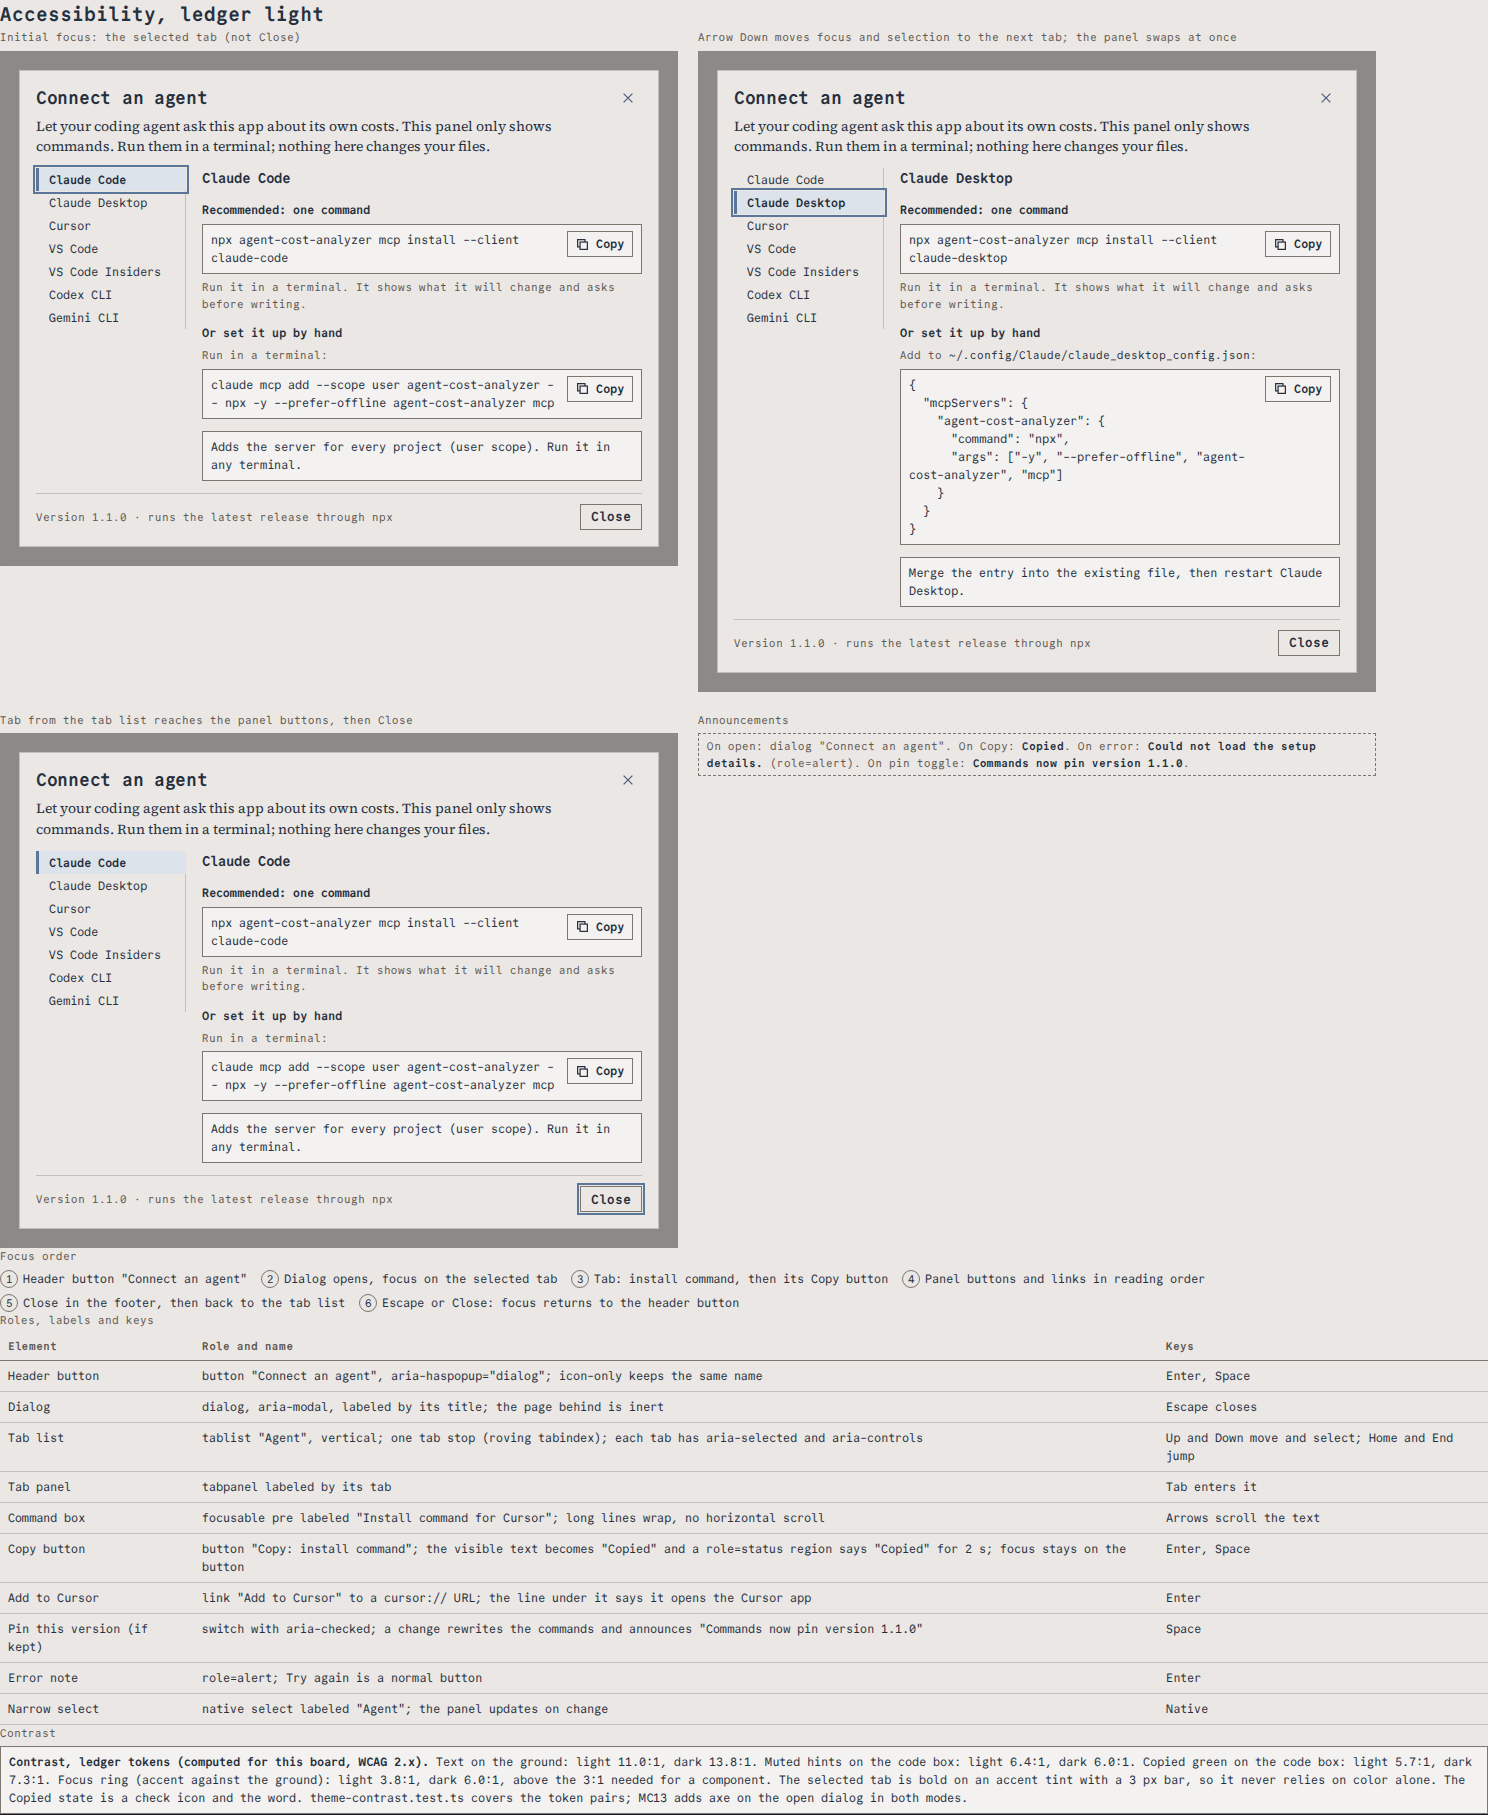 Accessibility, ledger light
Initial focus: the selected tab (not Close)
Connect an agent
Let your coding agent ask this app about its own costs. This panel only shows
commands. Run them in a terminal; nothing here changes your files.
Claude Code
Claude Desktop
Cursor
VS Code
VS Code Insiders
Codex CLI
Gemini CLI
Claude Code
Recommended: one command
npx agent-cost-analyzer mcp install --client
claude-code
Copy
Run it in a terminal. It shows what it will change and asks
before writing.
Or set it up by hand
Run in a terminal:
claude mcp add --scope user agent-cost-analyzer -
- npx -y --prefer-offline agent-cost-analyzer mcp
Copy
Adds the server for every project (user scope). Run it in
any terminal.
Version 1.1.0 · runs the latest release through npx
Close
Arrow Down moves focus and selection to the next tab; the panel swaps at once
Connect an agent
Let your coding agent ask this app about its own costs. This panel only shows
commands. Run them in a terminal; nothing here changes your files.
Claude Code
Claude Desktop
Cursor
VS Code
VS Code Insiders
Codex CLI
Gemini CLI
Claude Desktop
Recommended: one command
npx agent-cost-analyzer mcp install --client
claude-desktop
Copy
Run it in a terminal. It shows what it will change and asks
before writing.
Or set it up by hand
Add to ~/.config/Claude/claude_desktop_config.json:
{
"mcpServers": {
"agent-cost-analyzer": {
"command": "npx",
"args": ["-y", "--prefer-offline", "agent-
cost-analyzer", "mcp"]
}
}
}
Copy
Merge the entry into the existing file, then restart Claude
Desktop.
Version 1.1.0 · runs the latest release through npx
Close
Tab from the tab list reaches the panel buttons, then Close
Connect an agent
Let your coding agent ask this app about its own costs. This panel only shows
commands. Run them in a terminal; nothing here changes your files.
Claude Code
Claude Desktop
Cursor
VS Code
VS Code Insiders
Codex CLI
Gemini CLI
Claude Code
Recommended: one command
npx agent-cost-analyzer mcp install --client
claude-code
Copy
Run it in a terminal. It shows what it will change and asks
before writing.
Or set it up by hand
Run in a terminal:
claude mcp add --scope user agent-cost-analyzer -
- npx -y --prefer-offline agent-cost-analyzer mcp
Copy
Adds the server for every project (user scope). Run it in
any terminal.
Version 1.1.0 · runs the latest release through npx
Close
Announcements
On open: dialog "Connect an agent". On Copy: Copied. On error: Could not load the setup
details. (role=alert). On pin toggle: Commands now pin version 1.1.0.
Focus order
1 Header button "Connect an agent" 2 Dialog opens, focus on the selected tab 3 Tab: install command, then its Copy button 4 Panel buttons and links in reading order
5 Close in the footer, then back to the tab list 6 Escape or Close: focus returns to the header button
Roles, labels and keys
Element Role and name Keys
Header button button "Connect an agent", aria-haspopup="dialog"; icon-only keeps the same name Enter, Space
Dialog dialog, aria-modal, labeled by its title; the page behind is inert Escape closes
Tab list tablist "Agent", vertical; one tab stop (roving tabindex); each tab has aria-selected and aria-controls Up and Down move and select; Home and End
jump
Tab panel tabpanel labeled by its tab Tab enters it
Command box focusable pre labeled "Install command for Cursor"; long lines wrap, no horizontal scroll Arrows scroll the text
Copy button button "Copy: install command"; the visible text becomes "Copied" and a role=status region says "Copied" for 2 s; focus stays on the Enter, Space
button
Add to Cursor link "Add to Cursor" to a cursor:// URL; the line under it says it opens the Cursor app Enter
Pin this version (if switch with aria-checked; a change rewrites the commands and announces "Commands now pin version 1.1.0" Space
kept)
Error note role=alert; Try again is a normal button Enter
Narrow select native select labeled "Agent"; the panel updates on change Native
Contrast
Contrast, ledger tokens (computed for this board, WCAG 2.x). Text on the ground: light 11.0:1, dark 13.8:1. Muted hints on the code box: light 6.4:1, dark 6.0:1. Copied green on the code box: light 5.7:1, dark
7.3:1. Focus ring (accent against the ground): light 3.8:1, dark 6.0:1, above the 3:1 needed for a component. The selected tab is bold on an accent tint with a 3 px bar, so it never relies on color alone. The
Copied state is a check icon and the word. theme-contrast.test.ts covers the token pairs; MC13 adds axe on the open dialog in both modes.